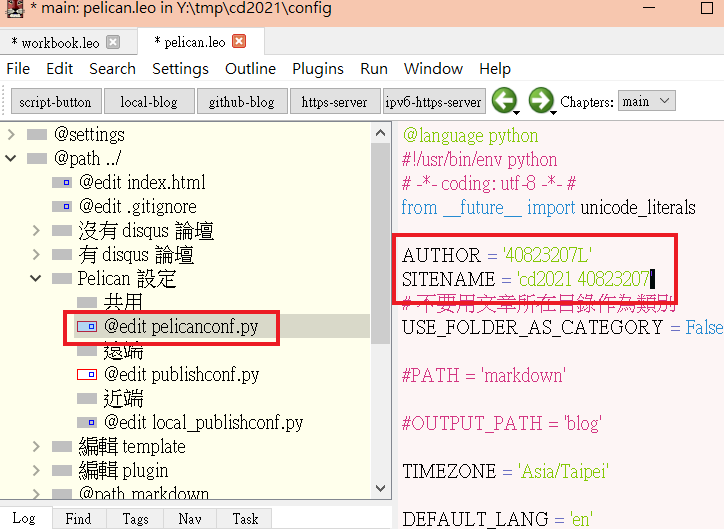 * main: pelican.leo in Y:\tmp\cd2021\config
* workbook.leo
* pelican.leo
File Edit Search Settings Outline Plugins Run Window Help
script-button local-blog github-blog https-server ipv6-https-server Chapters: main
@settings
@path ../
@edit index.html
@edit .gitignore
沒有 disqus 論壇
有 disqus 論壇
Pelican 設定
共用
@edit pelicanconf.py
遠端
@edit publishconf.py
近端
@edit local_publishconf.py
編輯 template
編輯 plugin
@path markdown
Log Find Tags Nav Task
@language python
#!/usr/bin/env python
# -*- coding: utf-8 -*- #
from __future__ import unicode_literals
AUTHOR = '40823207L'
SITENAME = 'cd2021 40823207'
# 不要用文章所在目錄作為類別
USE_FOLDER_AS_CATEGORY = False
#PATH = 'markdown'
#OUTPUT_PATH = 'blog'
TIMEZONE = 'Asia/Taipei'
DEFAULT_LANG = 'en'